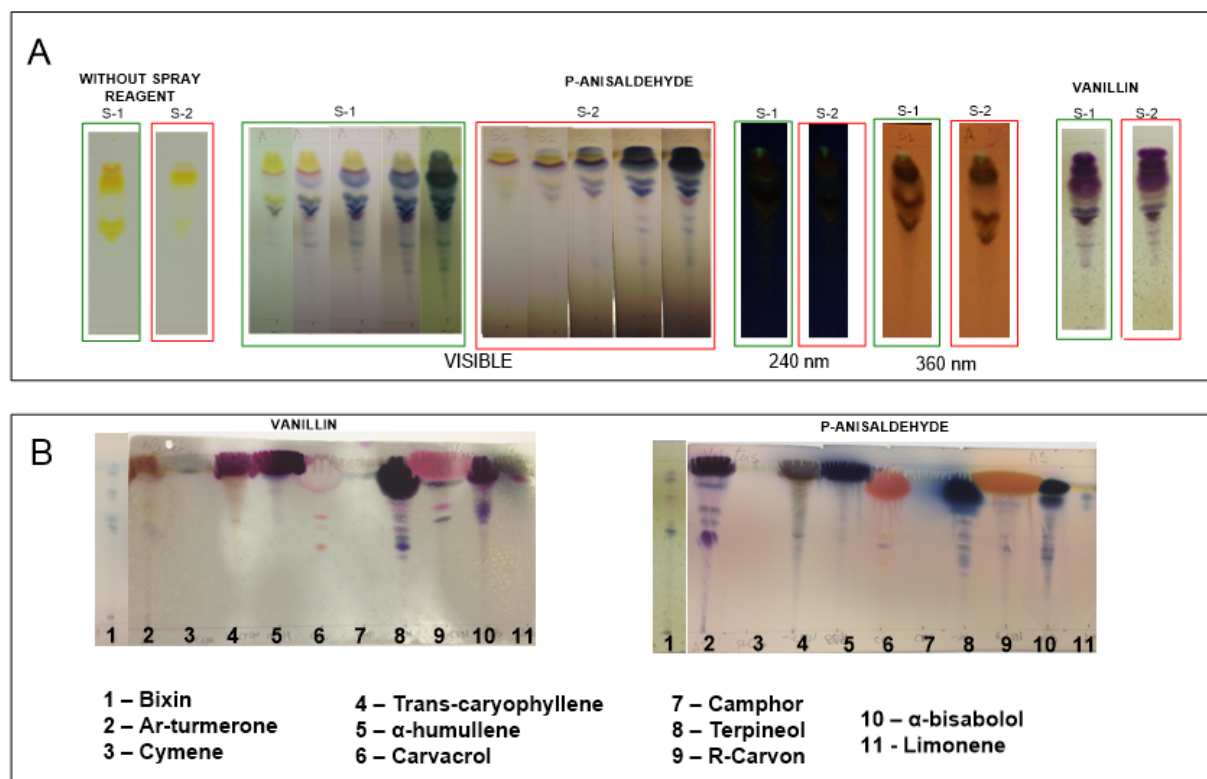 A
WITHOUT SPRAY
REAGENT
P-ANISALDEHYDE
VANILLIN
S-1 S-2 S-1 S-2 S-1 S-2 S-1 S-2 S-1 S-2
VISIBLE 240 nm 360 nm
B
VANILLIN
P-ANISALDEHYDE
1 2 3 4 5 6 7 8 9 10 11
1 2 3 4 5 6 7 8 9 10 11
1 – Bixin
2 – Ar-turmerone
3 – Cymene
4 – Trans-caryophyllene
5 – α-humullene
6 – Carvacrol
7 – Camphor
8 – Terpineol
9 – R-Carvon
10 – α-bisabolol
11 - Limonene